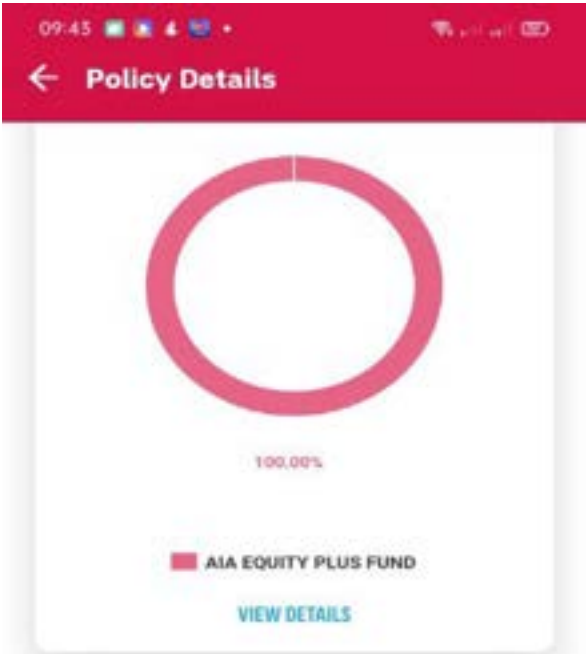 09:45
Policy Details
100.00%
AIA EQUITY PLUS FUND
VIEW DETAILS